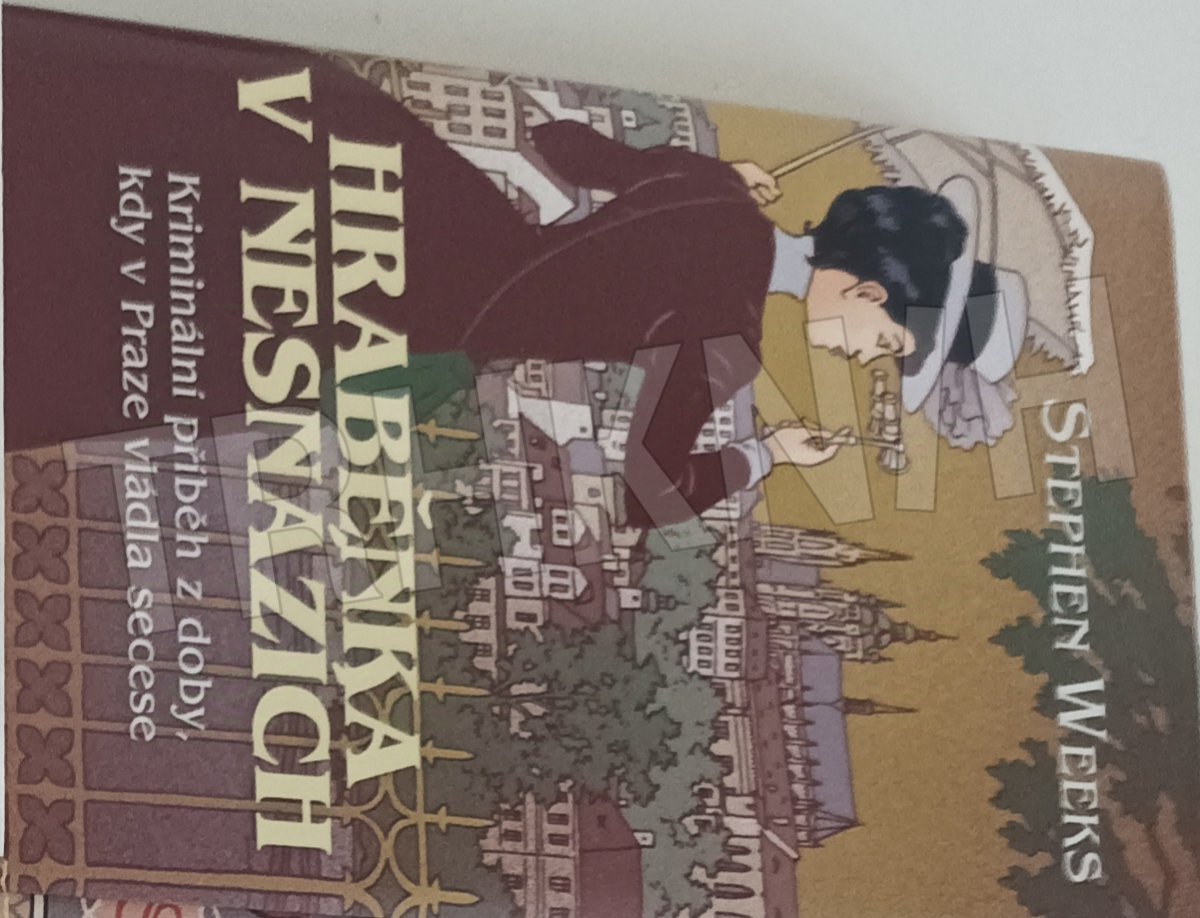 STEPHEN WEEKS
HRABĚNKA
V NESNÁZÍCH
Kriminální příběh z doby,
kdy v Praze vládla secese